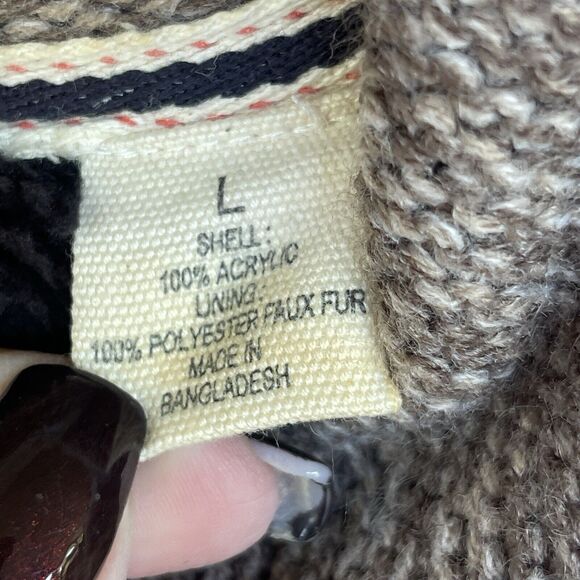 L
SHELL:
100% ACRYLIC
LINING:
100% POLYESTER FAUX FUR
MADE IN
BANGLADESH